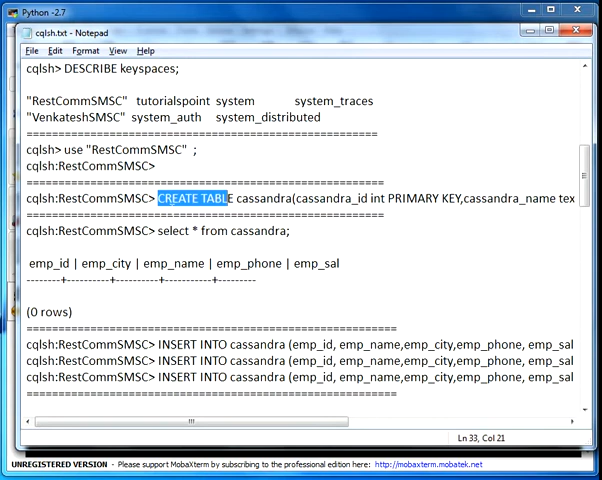 Python -2.7
cqlsh.txt - Notepad
File Edit Format View Help
cqlsh> DESCRIBE keyspaces;
"RestCommSMSC" tutorialspoint system system_traces
"VenkateshSMSC" system_auth system_distributed
================================================
cqlsh> use "RestCommSMSC" ;
cqlsh:RestCommSMSC>
=================================================
cqlsh:RestCommSMSC> CREATE TABLE cassandra(cassandra_id int PRIMARY KEY,cassandra_name tex
=================================================
cqlsh:RestCommSMSC> select * from cassandra;
emp_id | emp_city | emp_name | emp_phone | emp_sal
--------+----------+----------+-----------+---------
(0 rows)
===================================================
cqlsh:RestCommSMSC> INSERT INTO cassandra (emp_id, emp_name,emp_city,emp_phone, emp_sal
cqlsh:RestCommSMSC> INSERT INTO cassandra (emp_id, emp_name,emp_city,emp_phone, emp_sal
cqlsh:RestCommSMSC> INSERT INTO cassandra (emp_id, emp_name,emp_city,emp_phone, emp_sal
===================================================
Ln 33, Col 21
UNREGISTERED VERSION - Please support MobaXterm by subscribing to the professional edition here: http://mobaxterm.mobatek.net